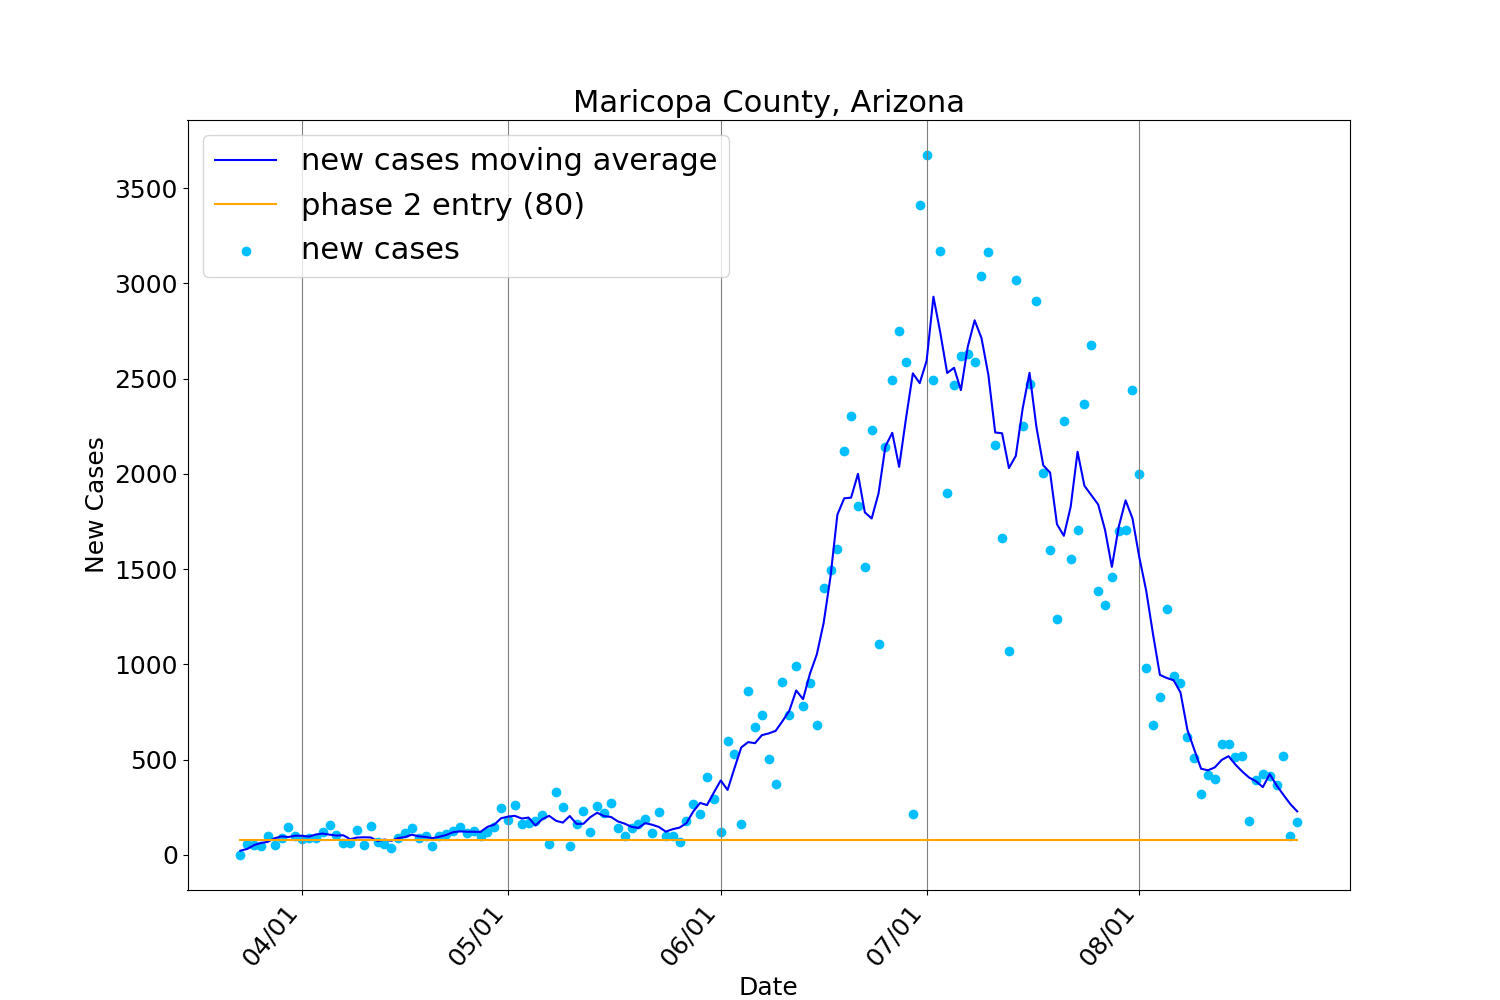 Maricopa County, Arizona
new cases moving average
phase 2 entry (80)
new cases
New Cases
3500
3000
2500
2000
1500
1000
500
0
04/01
05/01
06/01
07/01
08/01
Date